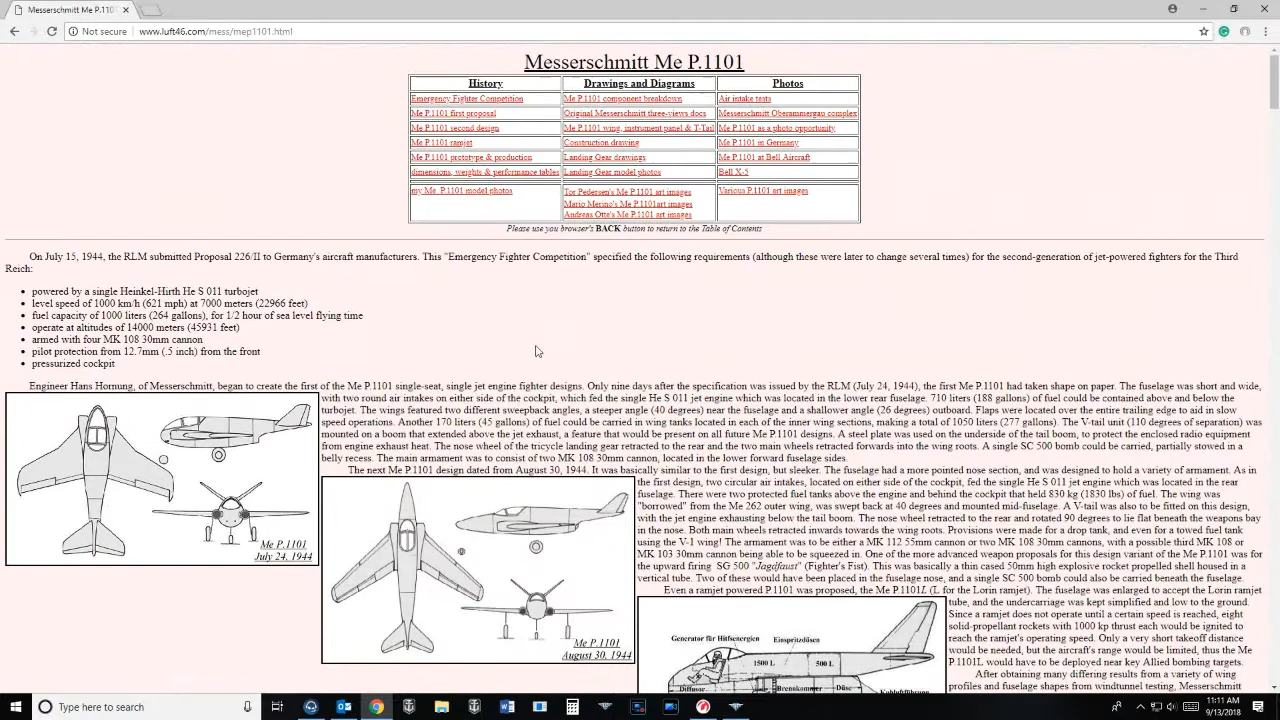 Messerschmitt Me P.110
Not secure
www.luft46.com/mess/mep1101.html
Messerschmitt Me P.1101
History Drawings and Diagrams Photos
Emergency Fighter Competition Me P.1101 component breakdown Air intake tests
Me P.1101 first proposal Original Messerschmitt three-views docs Messerschmitt Oberammergau complex
Me P.1101 second design Me P.1101 wing, instrument panel & T-Tail Me P.1101 as a photo opportunity
Me P.1101 ramjet Construction drawing Me P.1101 in Germany
Me P.1101 prototype & production Landing Gear drawings Me P.1101 at Bell Aircraft
dimensions, weights & performance tables Landing Gear model photos Bell X-5
my Me. P.1101 model photos Tor Pedersen's Me P.1101 art images Various P.1101 art images
Mario Merino's Me P.1101art images
Andreas Otte's Me P.1101 art images
Please use you browser's BACK button to return to the Table of Contents
On July 15, 1944, the RLM submitted Proposal 226/II to Germany's aircraft manufacturers. This "Emergency Fighter Competition" specified the following requirements (although these were later to change several times) for the second-generation of jet-powered fighters for the Third
Reich:
powered by a single Heinkel-Hirth He S 011 turbojet
level speed of 1000 km/h (621 mph) at 7000 meters (22966 feet)
fuel capacity of 1000 liters (264 gallons), for 1/2 hour of sea level flying time
operate at altitudes of 14000 meters (45931 feet)
armed with four MK 108 30mm cannon
pilot protection from 12.7mm (.5 inch) from the front
pressurized cockpit
Engineer Hans Hornung, of Messerschmitt, began to create the first of the Me P.1101 single-seat, single jet engine fighter designs. Only nine days after the specification was issued by the RLM (July 24, 1944), the first Me P.1101 had taken shape on paper. The fuselage was short and wide,
with two round air intakes on either side of the cockpit, which fed the single He S 011 jet engine which was located in the lower rear fuselage. 710 liters (188 gallons) of fuel could be contained above and below the
turbojet. The wings featured two different sweepback angles, a steeper angle (40 degrees) near the fuselage and a shallower angle (26 degrees) outboard. Flaps were located over the entire trailing edge to aid in slow
speed operations. Another 170 liters (45 gallons) of fuel could be carried in wing tanks located in each of the inner wing sections, making a total of 1050 liters (277 gallons). The V-tail unit (110 degrees of separation) was
mounted on a boom that extended above the jet exhaust, a feature that would be present on all future Me P.1101 designs. A steel plate was used on the underside of the tail boom, to protect the enclosed radio equipment
from engine exhaust heat. The nose wheel of the tricycle landing gear retracted to the rear and the two main wheels retracted forwards into the wing roots. A single SC 500 bomb could be carried, partially stowed in a
belly recess. The main armament was to consist of two MK 108 30mm cannon, located in the lower forward fuselage sides.
The next Me P.1101 design dated from August 30, 1944. It was basically similar to the first design, but sleeker. The fuselage had a more pointed nose section, and was designed to hold a variety of armament. As in
the first design, two circular air intakes, located on either side of the cockpit, fed the single He S 011 jet engine which was located in the rear
fuselage. There were two protected fuel tanks above the engine and behind the cockpit that held 830 kg (1830 lbs) of fuel. The wing was
"borrowed" from the Me 262 outer wing, was swept back at 40 degrees and mounted mid-fuselage. A V-tail was also to be fitted on this design,
with the jet engine exhausting below the tail boom. The nose wheel retracted to the rear and rotated 90 degrees to lie flat beneath the weapons bay
in the nose. Both main wheels retracted inwards towards the wing roots. Provisions were made for a drop tank, and even for a towed fuel tank
using the V-1 wing! The armament was to be either a MK 112 55mm cannon or two MK 108 30mm cannons, with a possible third MK 108 or
MK 103 30mm cannon being able to be squeezed in. One of the more advanced weapon proposals for this design variant of the Me P.1101 was for
the upward firing SG 500 "Jagdfaust" (Fighter's Fist). This was basically a thin cased 50mm high explosive rocket propelled shell housed in a
vertical tube. Two of these would have been placed in the fuselage nose, and a single SC 500 bomb could also be carried beneath the fuselage.
Even a ramjet powered P.1101 was proposed, the Me P.1101L (L for the Lorin ramjet). The fuselage was enlarged to accept the Lorin ramjet
tube, and the undercarriage was kept simplified and low to the ground.
Since a ramjet does not operate until a certain speed is reached, eight
solid-propellant rockets with 1000 kp thrust each would be ignited to
reach the ramjet's operating speed. Only a very short takeoff distance
would be needed, but the aircraft's range would be limited, thus the Me
P.1101L would have to be deployed near key Allied bombing targets.
After obtaining many differing results from a variety of wing
profiles and fuselage shapes from windtunnel testing, Messerschmitt
Me P.1101
July 24, 1944
Me P.1101
August 30, 1944
Generator für Hilfsenergien
Einspritzdüsen
1500 L
500 L
Diffusor
Brennkammer
Düse
Type here to search
11:11 AM
9/13/2018